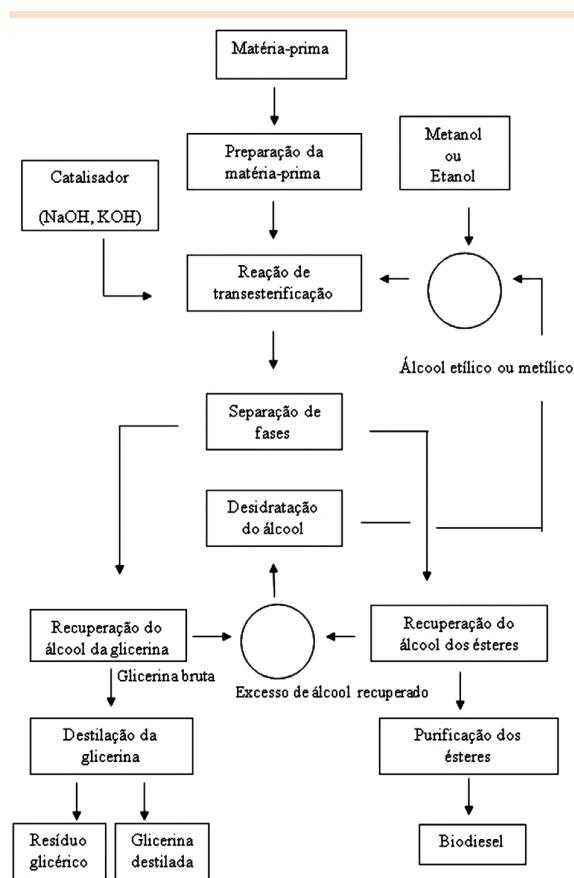 Matéria-prima
Preparação da
matéria-prima
Metanol
ou
Etanol
Catalisador
(NaOH, KOH)
Reação de
transesterificação
Álcool etílico ou metílico
Separação de
fases
Desidratação
do álcool
Recuperação do
álcool da glicerina
Recuperação do
álcool dos ésteres
Glicerina bruta
Excesso de álcool recuperado
Destilação da
glicerina
Purificação dos
ésteres
Resíduo
glicérico
Glicerina
destilada
Biodiesel